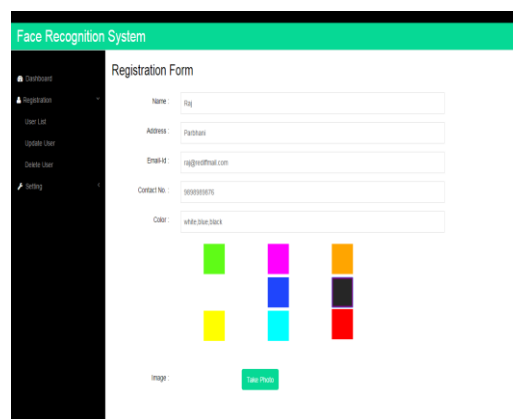 Face Recognition System
Dashboard
Registration
User List
Update User
Delete User
Setting
Registration Form
Name : Raj
Address : Parbhani
Email-Id : raj@rediffmail.com
Contact No. : 9898989876
Color : white,blue,black
Image :
Take Photo